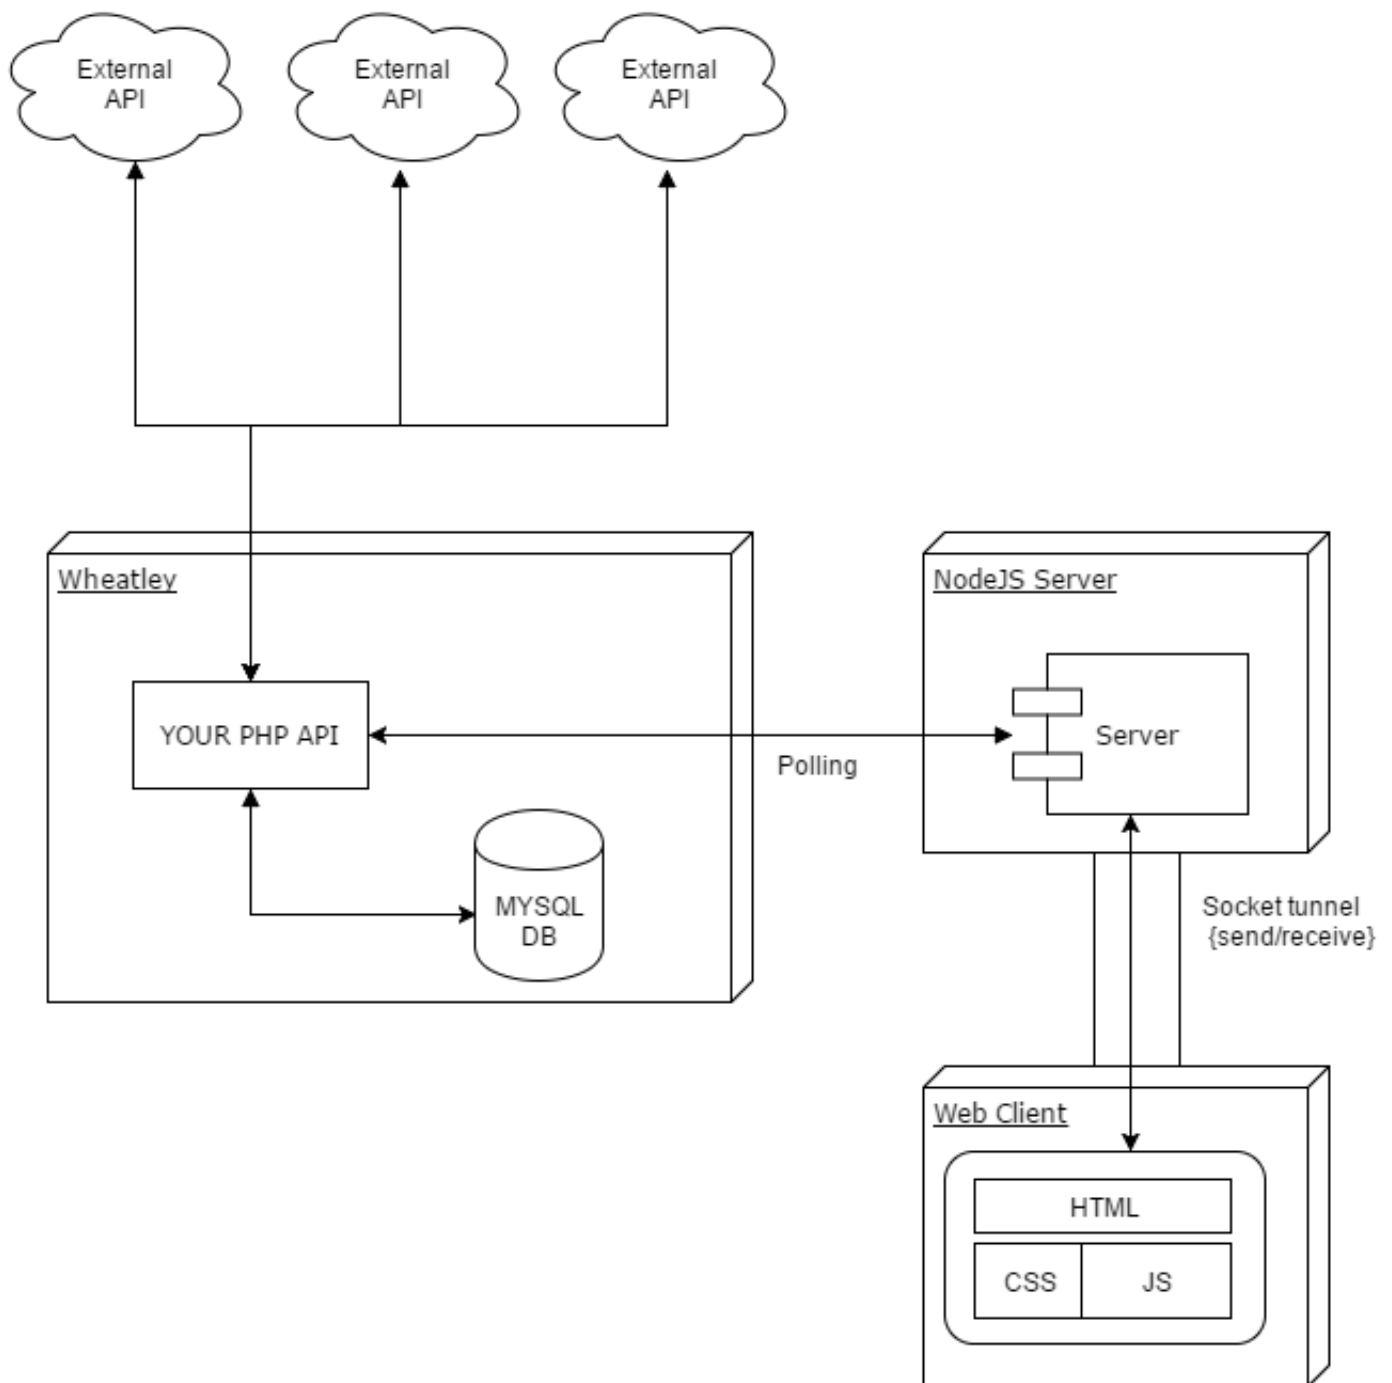 External
API
External
API
External
API
Wheatley
NodeJS Server
YOUR PHP API
Server
Polling
MYSQL
DB
Socket tunnel
{send/receive}
Web Client
HTML
CSS
JS